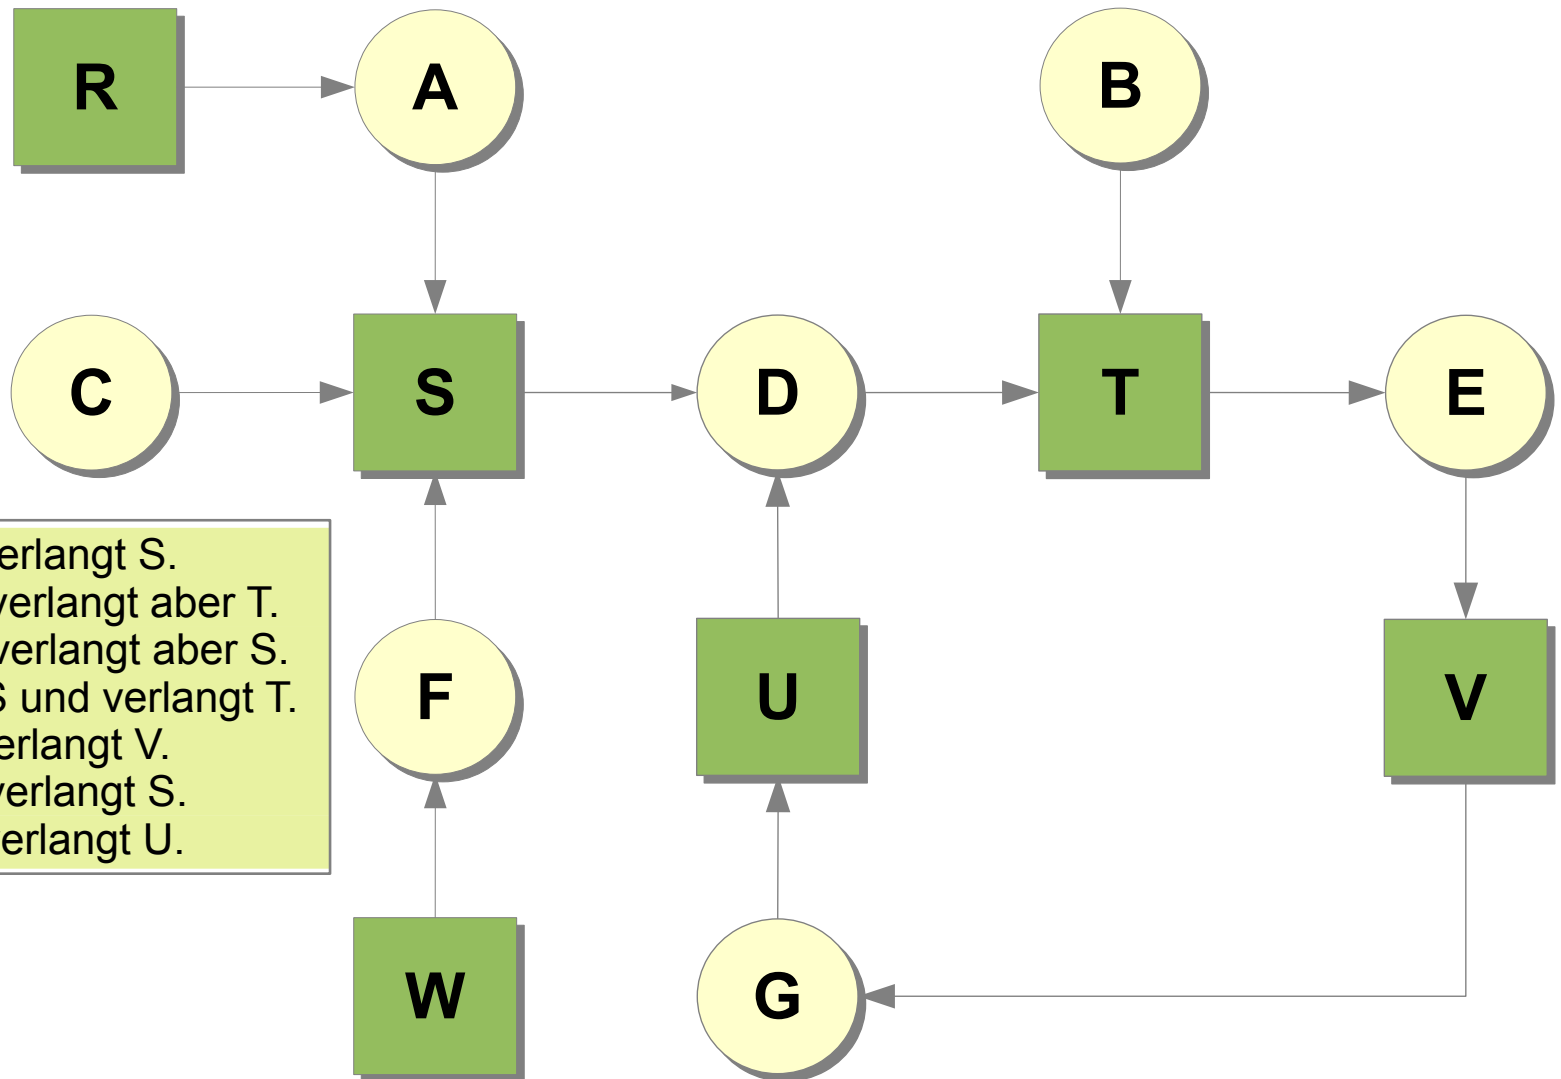 R A B
C S D T E
erlangt S.
verlangt aber T.
verlangt aber S.
S und verlangt T.
erlangt V.
verlangt S.
erlangt U.
F U V
W G